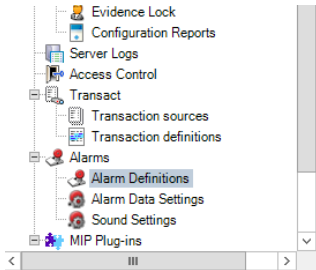 Evidence Lock
Configuration Reports
Server Logs
Access Control
Transact
Transaction sources
Transaction definitions
Alarms
Alarm Definitions
Alarm Data Settings
Sound Settings
MIP Plug-ins